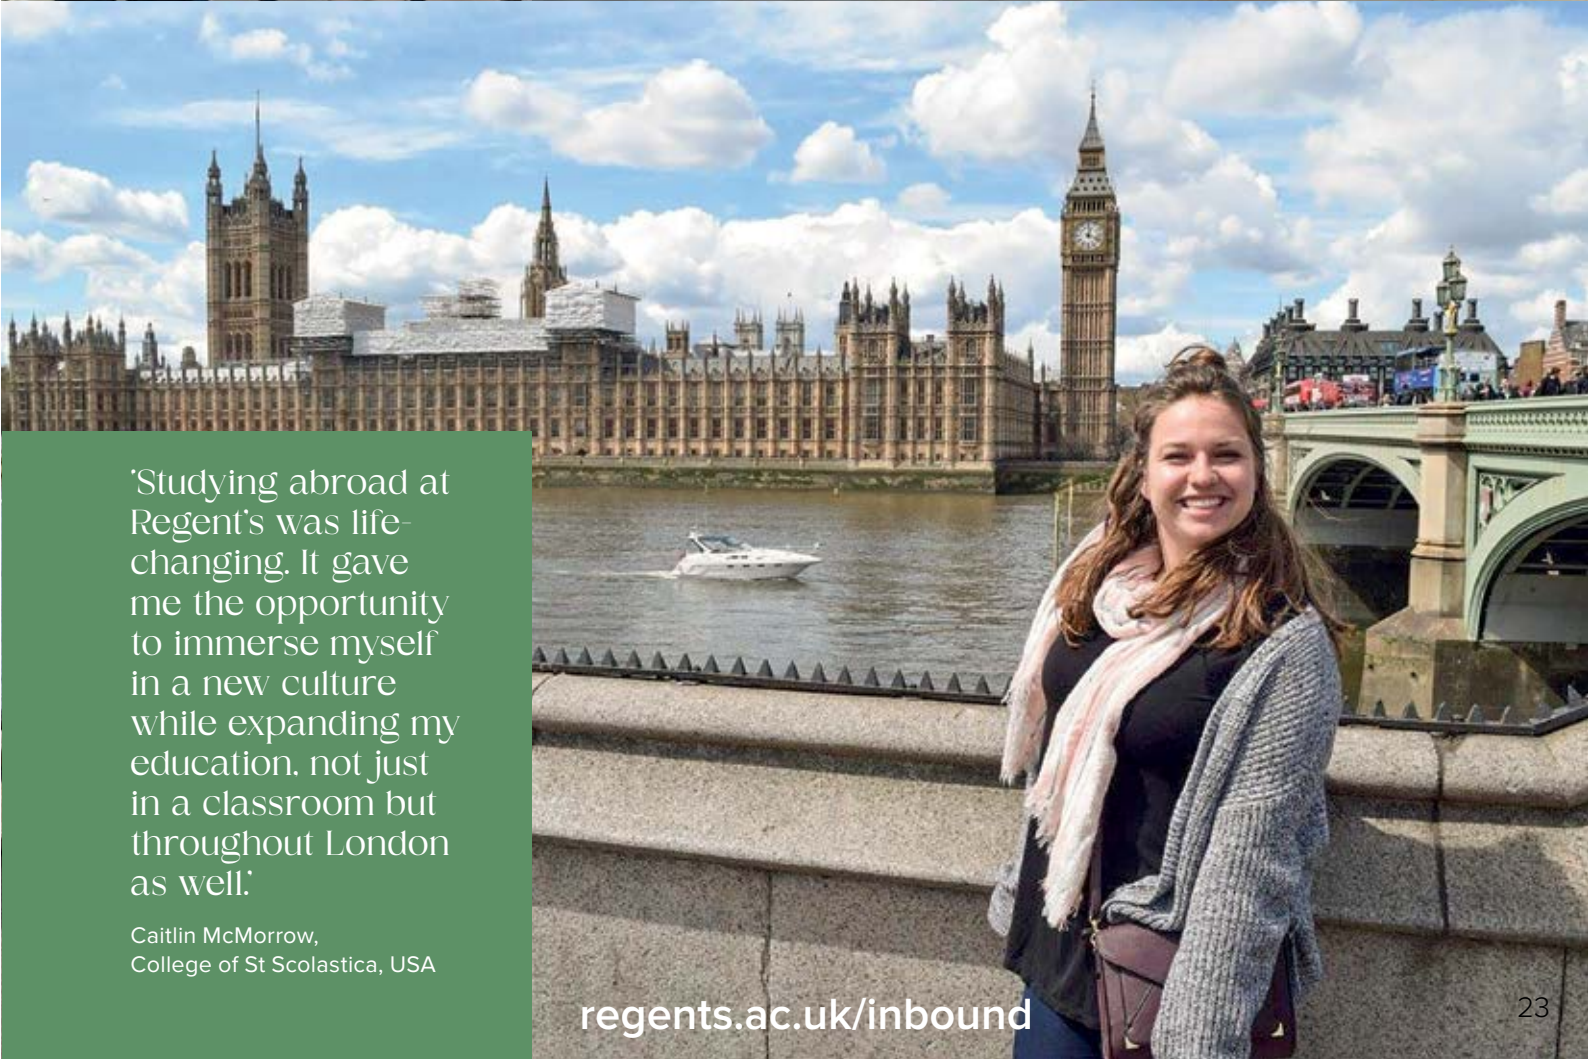 ‘Studying abroad at
Regent’s was life-
changing. It gave
me the opportunity
to immerse myself
in a new culture
while expanding my
education, not just
in a classroom but
throughout London
as well.’
Caitlin McMorrow,
College of St Scolastica, USA
regents.ac.uk/inbound
23